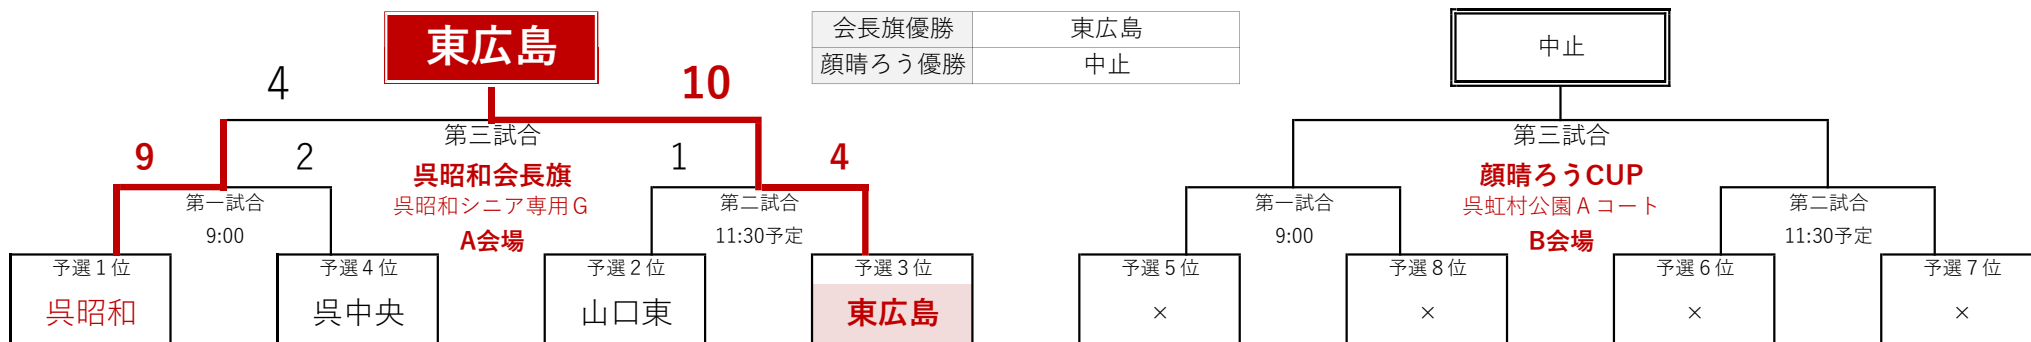 東広島
会長旗優勝 東広島
顔晴ろう優勝 中止
中止
4 10
第三試合
9 2 1 4
呉昭和会長旗
呉昭和シニア専用G
A会場
第一試合
9:00
第二試合
11:30予定
予選1位
呉昭和
予選4位
呉中央
予選2位
山口東
予選3位
東広島
第三試合
顔晴ろうCUP
呉虹村公園Aコート
B会場
第一試合
9:00
第二試合
11:30予定
予選5位
×
予選8位
×
予選6位
×
予選7位
×